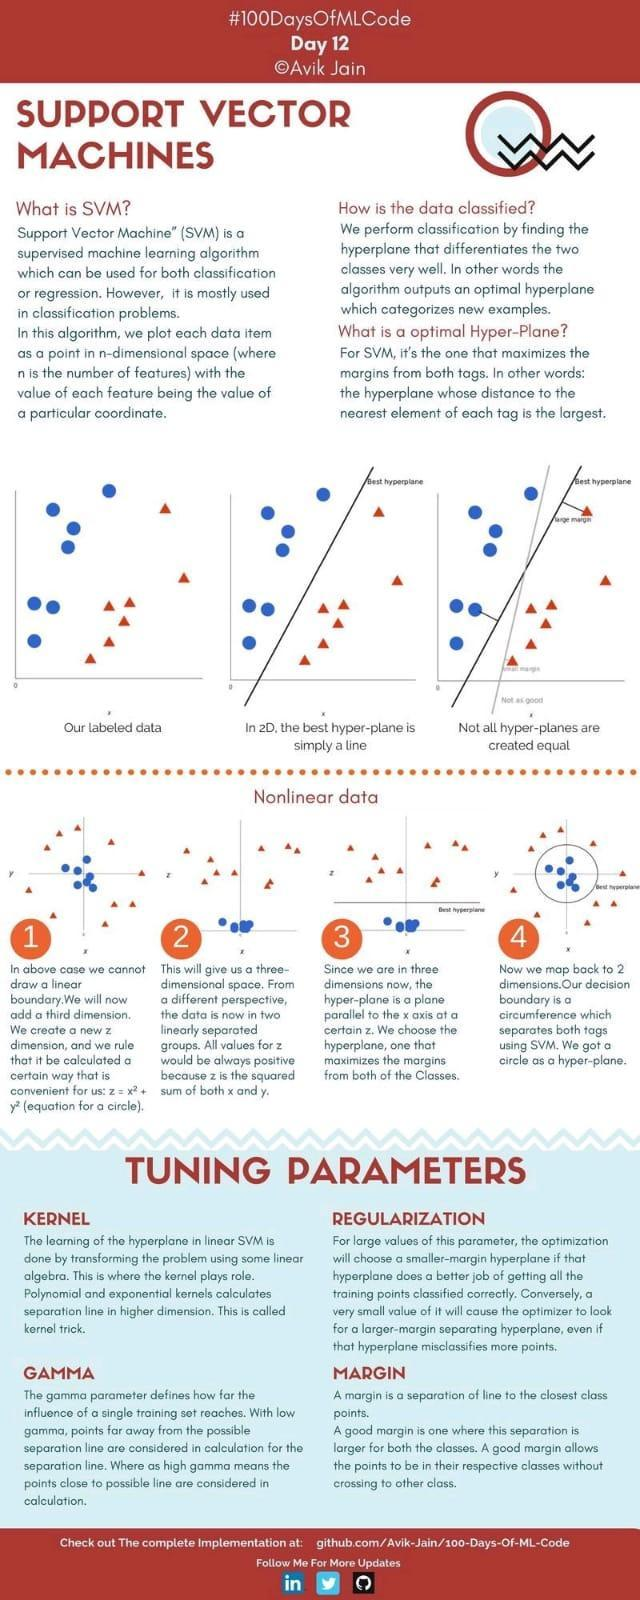 #100DaysOfMLCode
Day 12
©Avik Jain
SUPPORT VECTOR
MACHINES
What is SVM?
Support Vector Machine" (SVM) is a
supervised machine learning algorithm
which can be used for both classification
or regression. However, it is mostly used
in classification problems.
In this algorithm, we plot each data item
as a point in n-dimensional space (where
n is the number of features) with the
value of each feature being the value of
a particular coordinate.
How is the data classified?
We perform classification by finding the
hyperplane that differentiates the two
classes very well. In other words the
algorithm outputs an optimal hyperplane
which categorizes new examples.
What is a optimal Hyper-Plane?
For SVM, it's the one that maximizes the
margins from both tags. In other words:
the hyperplane whose distance to the
nearest element of each tag is the largest.
0
x
Our labeled data
Best hyperplane
0
x
In 2D, the best hyper-plane is
simply a line
Best hyperplane
large margin
small margin
0
Not as good
x
Not all hyper-planes are
created equal
Nonlinear data
y
x
1
In above case we cannot
draw a linear
boundary.We will now
add a third dimension.
We create a new z
dimension, and we rule
that it be calculated a
certain way that is
convenient for us: z = x² +
y² (equation for a circle).
z
x
2
This will give us a three-
dimensional space. From
a different perspective,
the data is now in two
linearly separated
groups. All values for z
would be always positive
because z is the squared
sum of both x and y.
z
Best hyperplane
x
3
Since we are in three
dimensions now, the
hyper-plane is a plane
parallel to the x axis at a
certain z. We choose the
hyperplane, one that
maximizes the margins
from both of the Classes.
y
Best hyperplane
x
4
Now we map back to 2
dimensions.Our decision
boundary is a
circumference which
separates both tags
using SVM. We got a
circle as a hyper-plane.
TUNING PARAMETERS
KERNEL
The learning of the hyperplane in linear SVM is
done by transforming the problem using some linear
algebra. This is where the kernel plays role.
Polynomial and exponential kernels calculates
separation line in higher dimension. This is called
kernel trick.
REGULARIZATION
For large values of this parameter, the optimization
will choose a smaller-margin hyperplane if that
hyperplane does a better job of getting all the
training points classified correctly. Conversely, a
very small value of it will cause the optimizer to look
for a larger-margin separating hyperplane, even if
that hyperplane misclassifies more points.
GAMMA
The gamma parameter defines how far the
influence of a single training set reaches. With low
gamma, points far away from the possible
separation line are considered in calculation for the
separation line. Where as high gamma means the
points close to possible line are considered in
calculation.
MARGIN
A margin is a separation of line to the closest class
points.
A good margin is one where this separation is
larger for both the classes. A good margin allows
the points to be in their respective classes without
crossing to other class.
Check out The complete Implementation at: github.com/Avik-Jain/100-Days-Of-ML-Code
Follow Me For More Updates
in